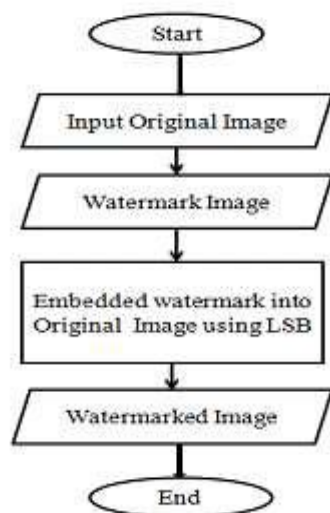 Start
Input Original Image
Watermark Image
Embedded watermark into
Original Image using LSB
Watermarked Image
End